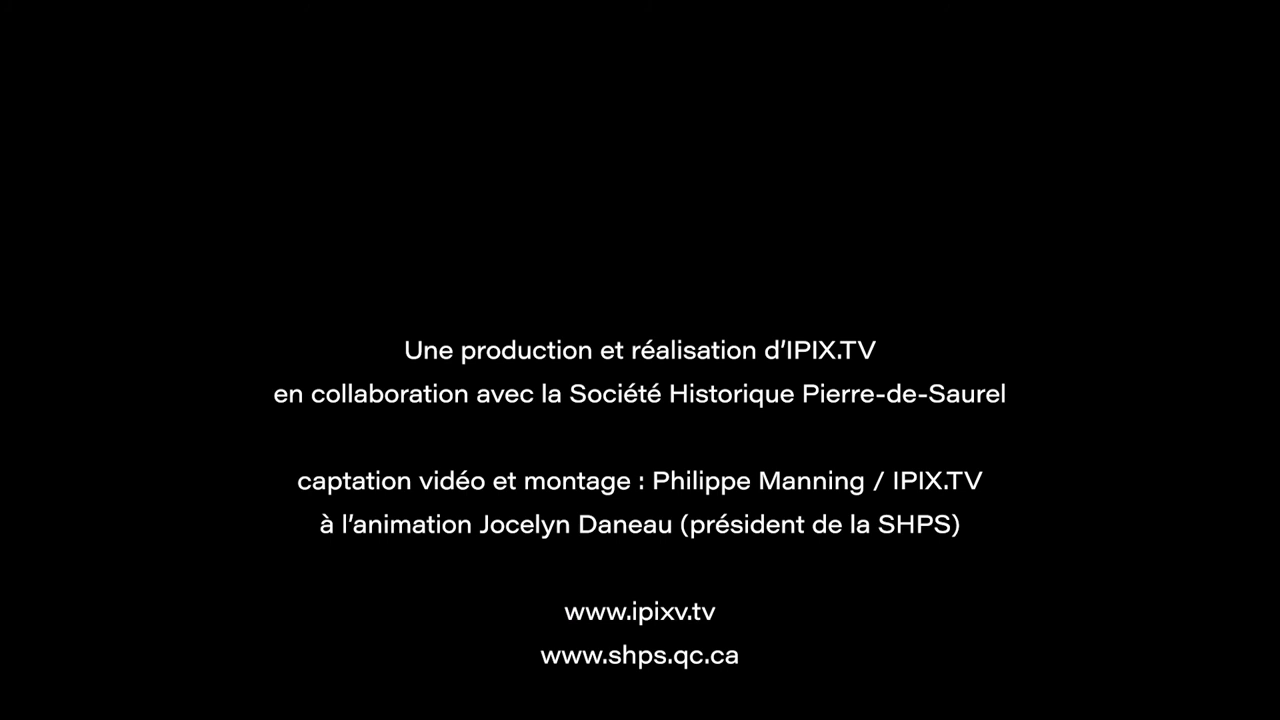 Une production et réalisation d'IPIX.TV
en collaboration avec la Société Historique Pierre-de-Saurel
captation vidéo et montage : Philippe Manning / IPIX.TV
à l'animation Jocelyn Daneau (président de la SHPS)
www.ipixv.tv
www.shps.qc.ca